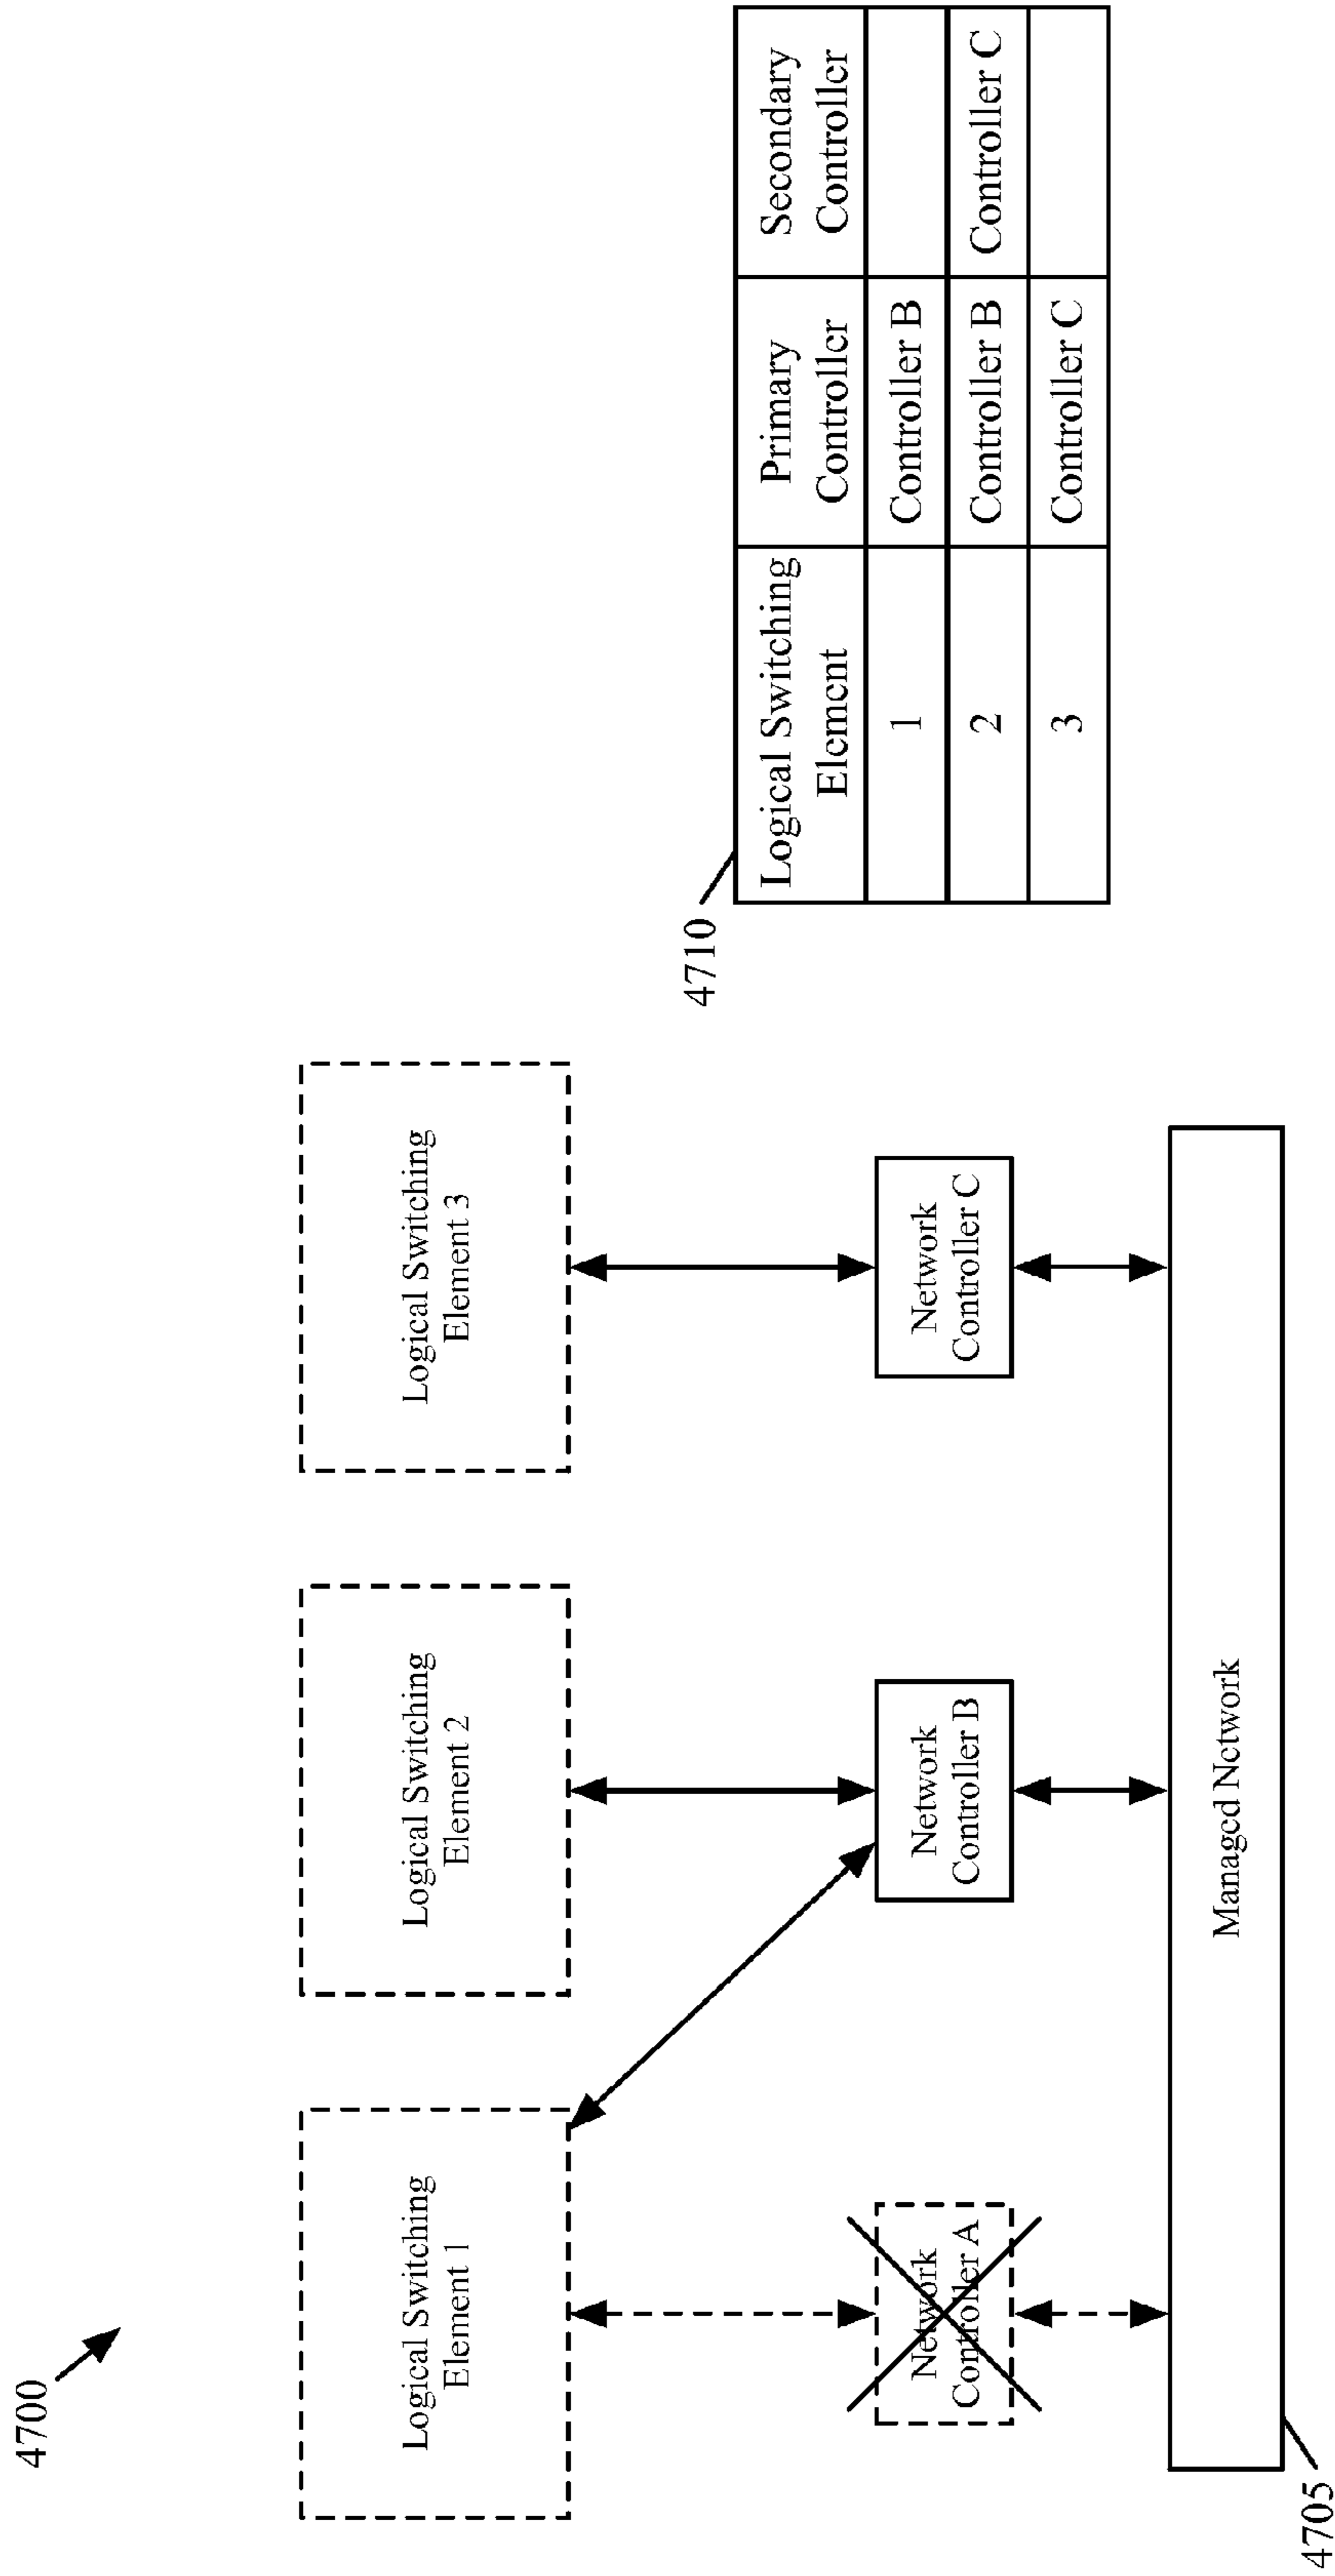 4700
Logical Switching
Element 1
Logical Switching
Element 2
Logical Switching
Element 3
Network
Controller A
Network
Controller B
Network
Controller C
Managed Network
4705
4710
Logical Switching
Element
Primary
Controller
Secondary
Controller
1
Controller B
2
Controller B
Controller C
3
Controller C